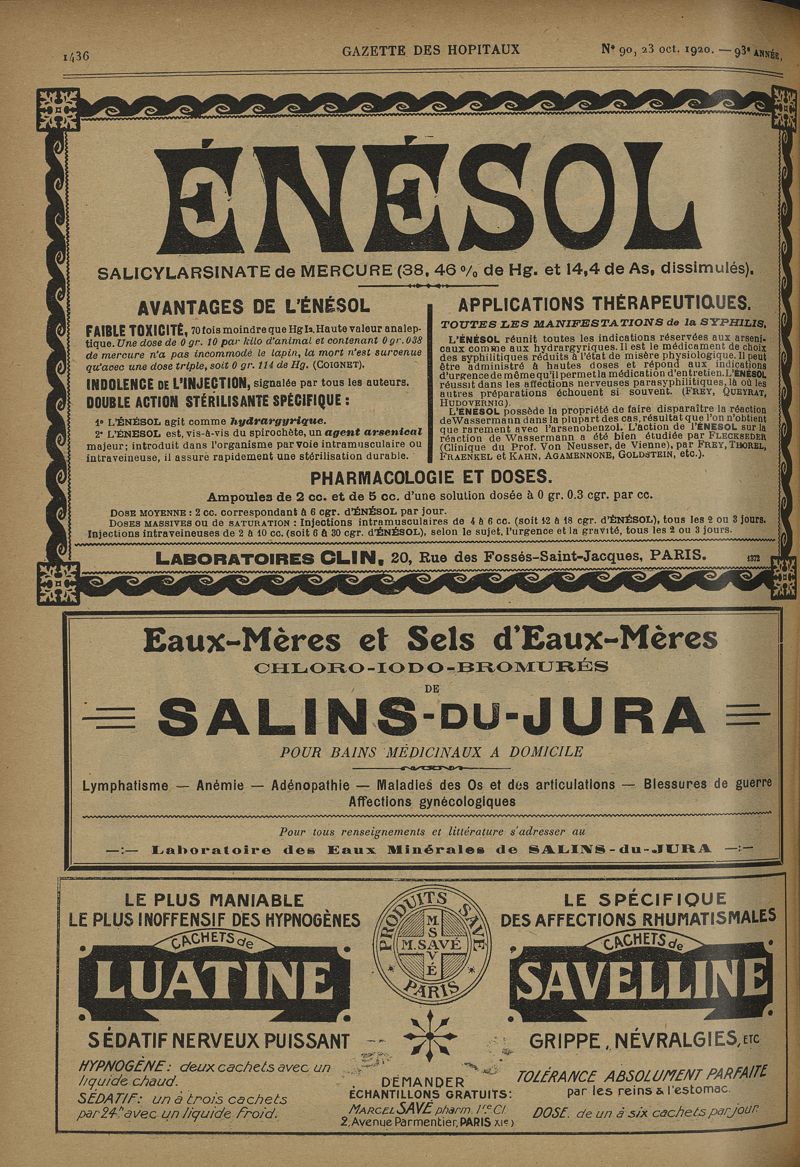 1436
GAZETTE DES HOPITAUX
N° 90, 23 oct. 1920. — 93e ANNÉE,
ÉNÉSOL
SALICYLARSINATE de MERCURE (38, 46 % de Hg. et 14,4 de As, dissimulés).
AVANTAGES DE L'ÉNÉSOL
FAIBLE TOXICITÉ, 70 fois moindre que Hg I2. Haute valeur analep-
tique. Une dose de 0 gr. 10 par kilo d'animal et contenant 0 gr. 038
de mercure n'a pas incommodé le lapin, la mort n'est survenue
qu'avec une dose triple, soit 0 gr. 114 de Hg. (COIGNET).
INDOLENCE DE L'INJECTION, signalée par tous les auteurs.
DOUBLE ACTION STÉRILISANTE SPÉCIFIQUE :
1° L'ÉNÉSOL agit comme hydrargyrique.
2° L'ÉNÉSOL est, vis-à-vis du spirochète, un agent arsenical
majeur; introduit dans l'organisme par voie intramusculaire ou
intraveineuse, il assure rapidement une stérilisation durable.
APPLICATIONS THÉRAPEUTIQUES.
TOUTES LES MANIFESTATIONS de la SYPHILIS.
L'ÉNÉSOL réunit toutes les indications réservées aux arseni-
caux comme aux hydrargyriques. Il est le médicament de choix
des syphilitiques réduits à l'état de misère physiologique. Il peut
être administré à hautes doses et répond aux indications
d'urgence de même qu'il permet la médication d'entretien. L'ÉNÉSOL
réussit dans les affections nerveuses parasyphilitiques, là où les
autres préparations échouent si souvent. (FREY, QUEYRAT,
HUDOVERNIG).
L'ENESOL possède la propriété de faire disparaître la réaction
de Wassermann dans la plupart des cas, résultat que l'on n'obtient
que rarement avec l'arsenobenzol. L'action de l'ÉNESOL sur la
réaction de Wassermann a été bien étudiée par FLECKSEDER
(Clinique du Prof. Von Neusser, de Vienne), par FREY, THOREL,
FRAENKEL et KAHN, AGAMENNONE, GOLDSTEIN, etc.).
PHARMACOLOGIE ET DOSES.
Ampoules de 2 cc. et de 5 cc. d'une solution dosée à 0 gr. 0.3 cgr. par cc.
DOSE MOYENNE : 2 cc. correspondant à 6 cgr. d'ÉNÉSOL par jour.
DOSES MASSIVES OU DE SATURATION : Injections intramusculaires de 4 à 6 cc. (soit 12 à 18 cgr. d'ÉNÉSOL), tous les 2 ou 3 jours.
Injections intraveineuses de 2 à 10 cc. (soit 6 à 30 cgr. d'ÉNÉSOL), selon le sujet, l'urgence et la gravité, tous les 2 ou 3 jours.
LABORATOIRES CLIN, 20, Rue des Fossés-Saint-Jacques, PARIS.
1372
Eaux-Mères et Sels d'Eaux-Mères
CHLORO-IODO-BROMURÉS
DE
SALINS-DU-JURA
POUR BAINS MÉDICINAUX A DOMICILE
Lymphatisme — Anémie — Adénopathie — Maladies des Os et des articulations — Blessures de guerre
Affections gynécologiques
Pour tous renseignements et littérature s'adresser au
—:— Laboratoire des Eaux Minérales de SALINS-du-JURA —:—
LE PLUS MANIABLE
LE PLUS INOFFENSIF DES HYPNOGÈNES
CACHETS de
LUATINE
SÉDATIF NERVEUX PUISSANT
HYPNOGÈNE : deux cachets avec un
liquide chaud.
SÉDATIF: un à trois cachets
par 24h avec un liquide froid.
PRODUITS SAVÉ
M. SAVÉ
M SAVÉ
PARIS
DEMANDER
ÉCHANTILLONS GRATUITS:
MARCEL SAVÉ pharm. 1re Cl.
2, Avenue Parmentier, PARIS XIe)
LE SPÉCIFIQUE
DES AFFECTIONS RHUMATISMALES
CACHETS de
SAVELLINE
GRIPPE, NÉVRALGIES, ETC
TOLÉRANCE ABSOLUMENT PARFAITE
par les reins & l'estomac.
DOSE. de un à six cachets par jour.